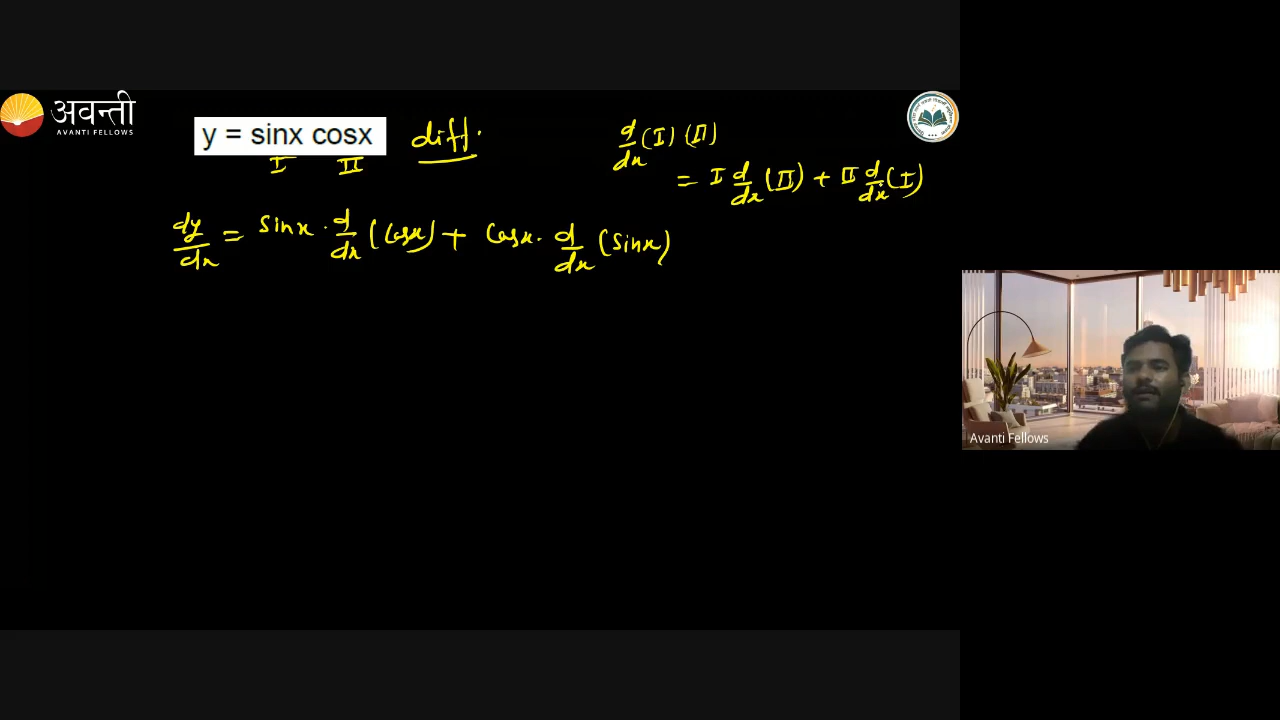 अवन्ती
AVANTI FELLOWS
y = sinx cosx diff.
I II
d/dx (I) (II)
= I d/dx (II) + II d/dx (I)
dy/dx = sinx · d/dx (cosx) + cosx · d/dx (sinx)
Avanti Fellows